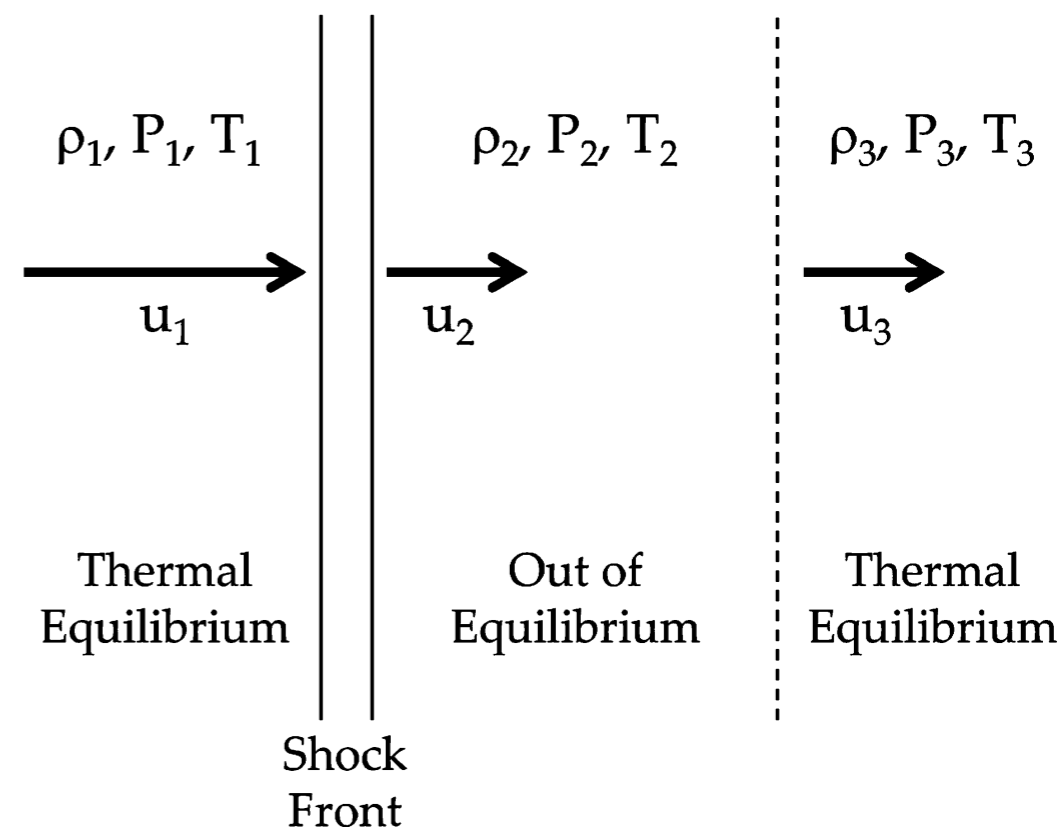 ρ₁, P₁, T₁
ρ₂, P₂, T₂
ρ₃, P₃, T₃
u₁
u₂
u₃
Thermal
Equilibrium
Out of
Equilibrium
Thermal
Equilibrium
Shock
Front